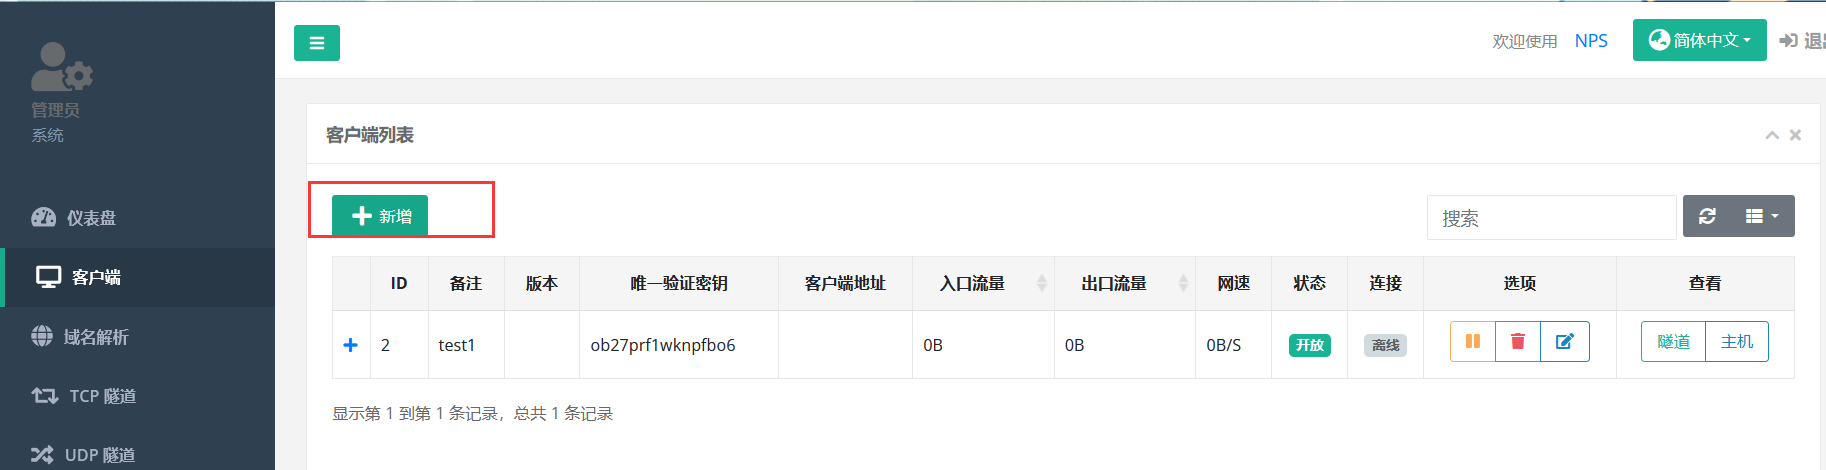 欢迎使用 NPS 简体中文 退出
管理员
系统
客户端列表
新增
搜索
仪表盘
客户端
域名解析
TCP 隧道
UDP 隧道
ID 备注 版本 唯一验证密钥 客户端地址 入口流量 出口流量 网速 状态 连接 选项 查看
2 test1 ob27prf1wknpfbo6 0B 0B 0B/S 开放 离线 隧道 主机
显示第 1 到第 1 条记录，总共 1 条记录